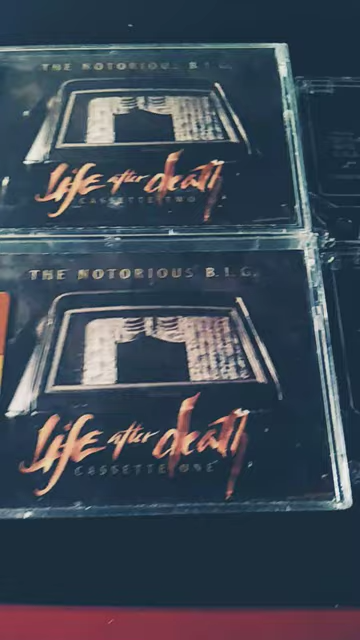 THE NOTORIOUS B.I.G.
Life after death
CASSETTE TWO
THE NOTORIOUS B.I.G.
Life after death
CASSETTE ONE